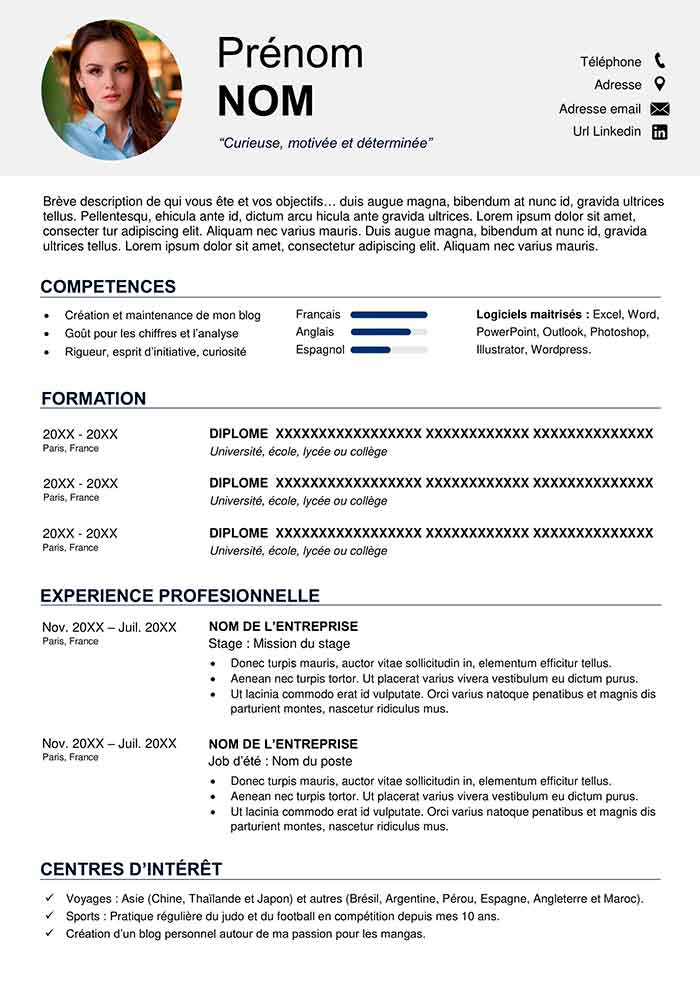 Prénom
NOM
“Curieuse, motivée et déterminée”
Téléphone
Adresse
Adresse email
Url Linkedin
in
Brève description de qui vous ête et vos objectifs… duis augue magna, bibendum at nunc id, gravida ultrices
tellus. Pellentesqu, ehicula ante id, dictum arcu hicula ante gravida ultrices. Lorem ipsum dolor sit amet,
consecter tur adipiscing elit. Aliquam nec varius mauris. Duis augue magna, bibendum at nunc id, gravida
ultrices tellus. Lorem ipsum dolor sit amet, consectetur adipiscing elit. Aliquam nec varius mauris.
COMPETENCES
• Création et maintenance de mon blog
• Goût pour les chiffres et l’analyse
• Rigueur, esprit d’initiative, curiosité
Francais
Anglais
Espagnol
Logiciels maitrisés : Excel, Word,
PowerPoint, Outlook, Photoshop,
Illustrator, Wordpress.
FORMATION
20XX - 20XX
Paris, France
DIPLOME XXXXXXXXXXXXXXXXX XXXXXXXXXXXX XXXXXXXXXXXXXX
Université, école, lycée ou collège
20XX - 20XX
Paris, France
DIPLOME XXXXXXXXXXXXXXXXX XXXXXXXXXXXX XXXXXXXXXXXXXX
Université, école, lycée ou collège
20XX - 20XX
Paris, France
DIPLOME XXXXXXXXXXXXXXXXX XXXXXXXXXXXX XXXXXXXXXXXXXX
Université, école, lycée ou collège
EXPERIENCE PROFESIONNELLE
Nov. 20XX – Juil. 20XX
Paris, France
NOM DE L’ENTREPRISE
Stage : Mission du stage
• Donec turpis mauris, auctor vitae sollicitudin in, elementum efficitur tellus.
• Aenean nec turpis tortor. Ut placerat varius vivera vestibulum eu dictum purus.
• Ut lacinia commodo erat id vulputate. Orci varius natoque penatibus et magnis dis
parturient montes, nascetur ridiculus mus.
Nov. 20XX – Juil. 20XX
Paris, France
NOM DE L’ENTREPRISE
Job d’été : Nom du poste
• Donec turpis mauris, auctor vitae sollicitudin in, elementum efficitur tellus.
• Aenean nec turpis tortor. Ut placerat varius vivera vestibulum eu dictum purus.
• Ut lacinia commodo erat id vulputate. Orci varius natoque penatibus et magnis dis
parturient montes, nascetur ridiculus mus.
CENTRES D’INTÉRÊT
✓ Voyages : Asie (Chine, Thaïlande et Japon) et autres (Brésil, Argentine, Pérou, Espagne, Angleterre et Maroc).
✓ Sports : Pratique régulière du judo et du football en compétition depuis mes 10 ans.
✓ Création d’un blog personnel autour de ma passion pour les mangas.